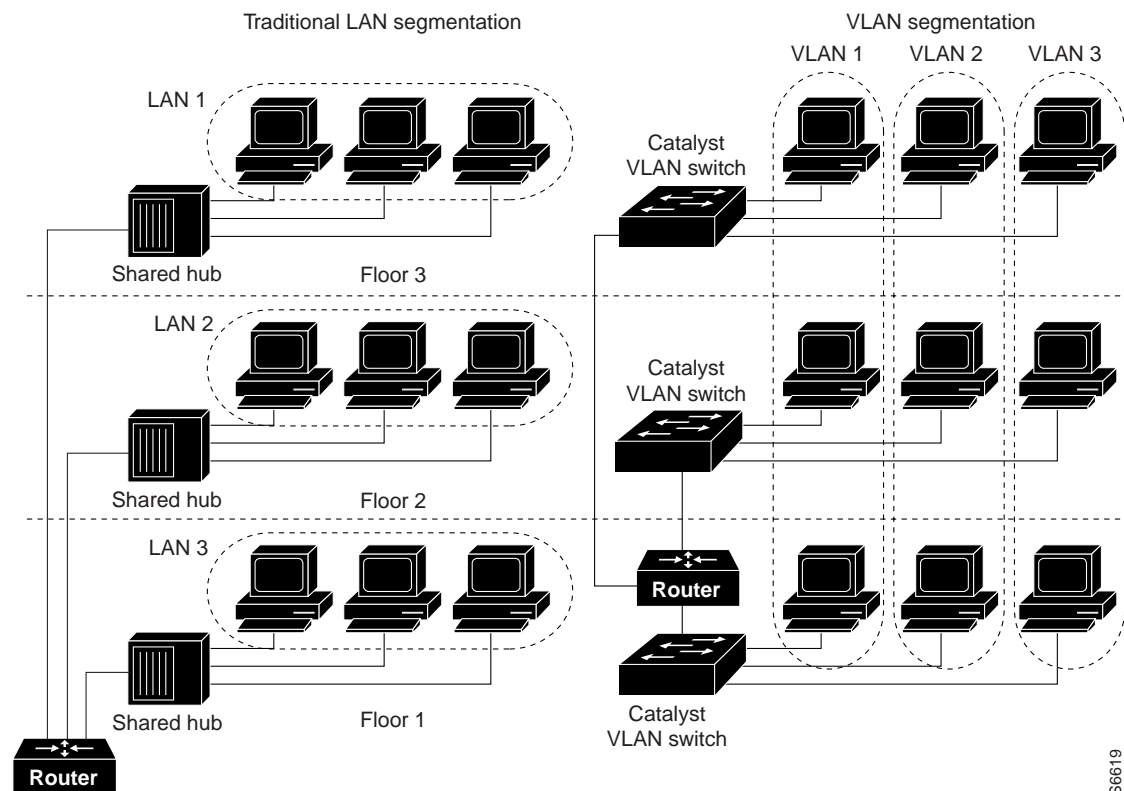 Traditional LAN segmentation
VLAN segmentation
VLAN 1
VLAN 2
VLAN 3
LAN 1
Catalyst
VLAN switch
Shared hub
Floor 3
LAN 2
Catalyst
VLAN switch
Shared hub
Floor 2
LAN 3
Router
Shared hub
Floor 1
Catalyst
VLAN switch
Router
S6619